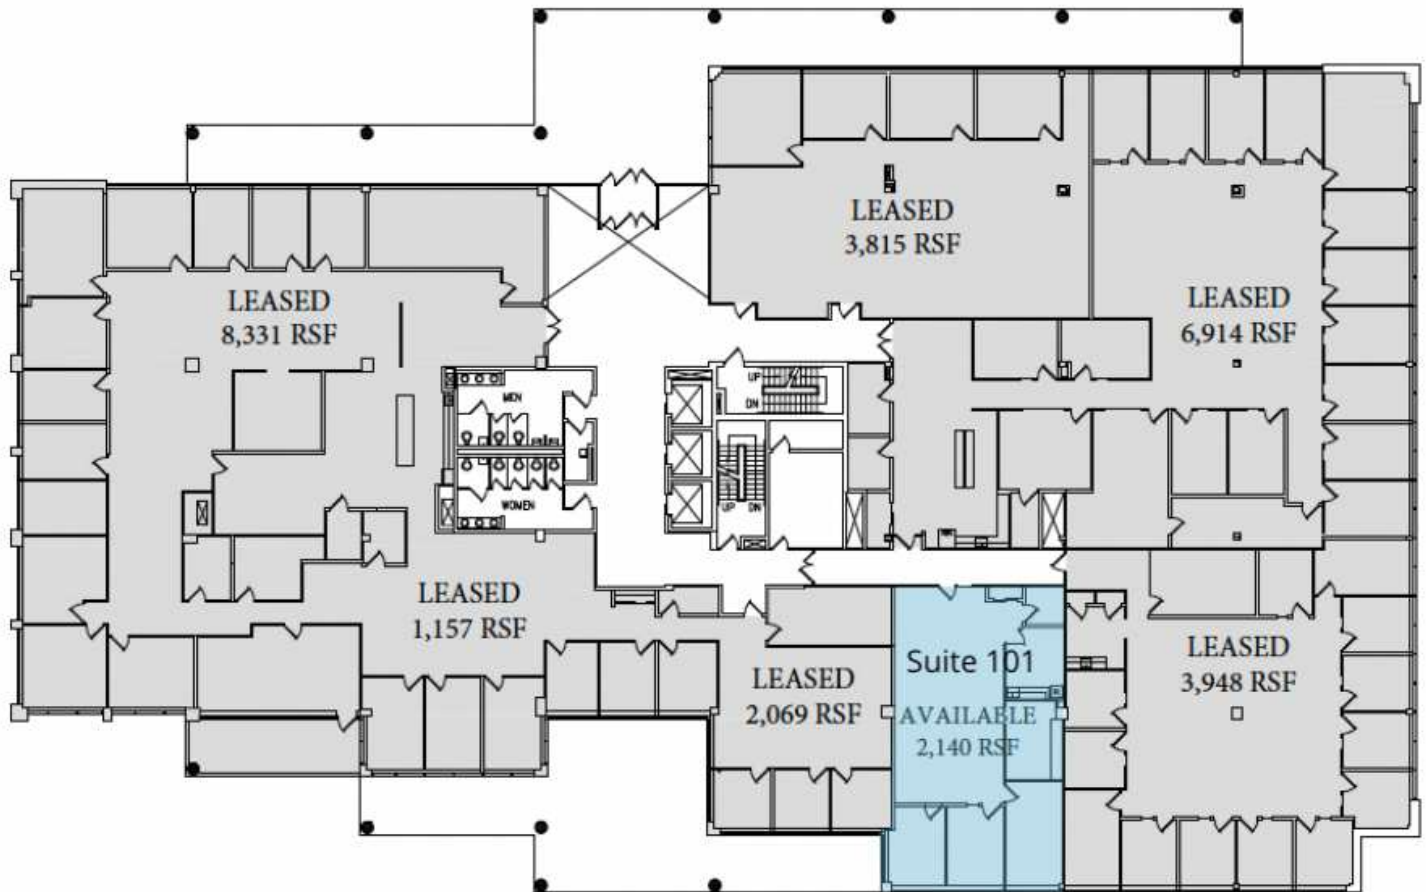 LEASED
3,815 RSF
LEASED
8,331 RSF
LEASED
6,914 RSF
MEN
UP
DN
WOMEN
UP DN
LEASED
1,157 RSF
LEASED
2,069 RSF
Suite 101
AVAILABLE
2,140 RSF
LEASED
3,948 RSF